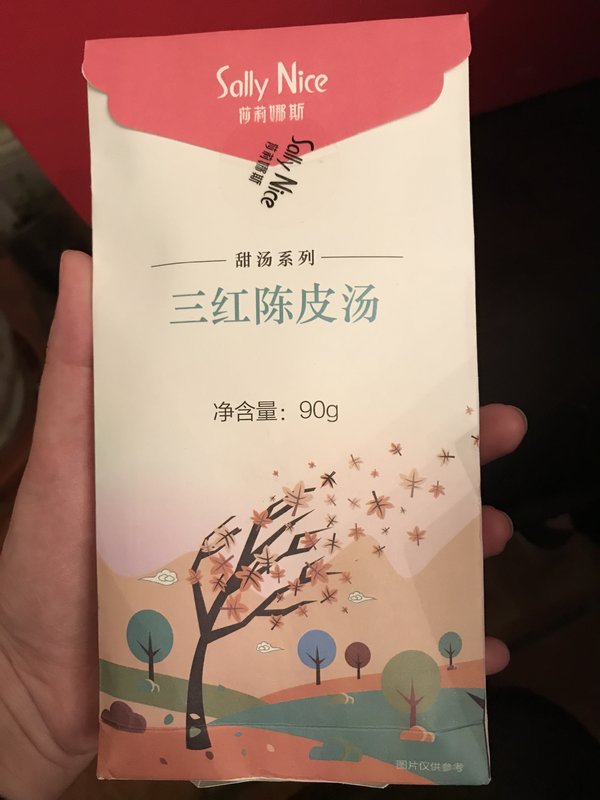 Sally Nice
莎莉娜斯
Sally Nice
莎莉娜斯
甜汤系列
三红陈皮汤
净含量：90g
图片仅供参考